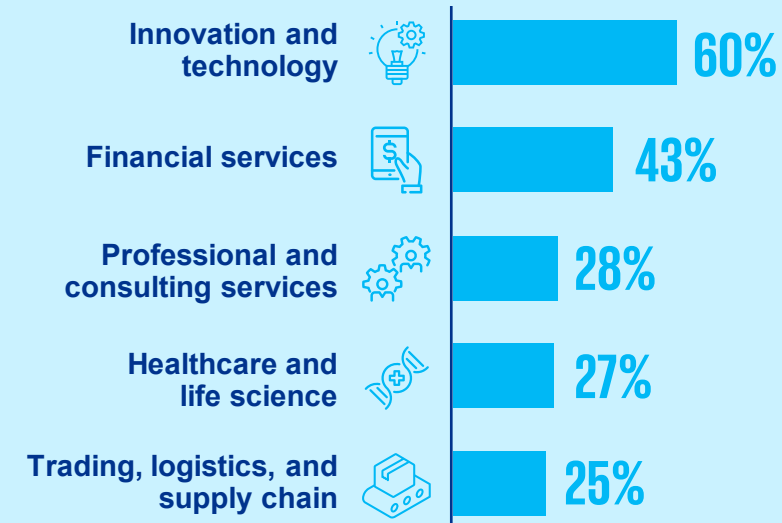 Innovation and
technology
60%
Financial services
$
43%
Professional and
consulting services
28%
Healthcare and
life science
27%
Trading, logistics, and
supply chain
25%